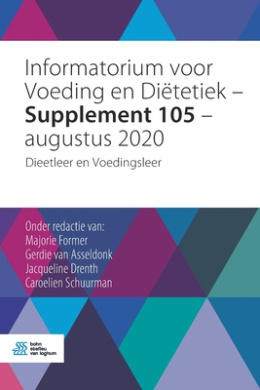 Informatorium voor
Voeding en Diëtetiek –
Supplement 105 –
augustus 2020
Dieetleer en Voedingsleer
Onder redactie van:
Majorie Former
Gerdie van Asseldonk
Jacqueline Drenth
Caroelien Schuurman
bohn
stafleu
van loghum